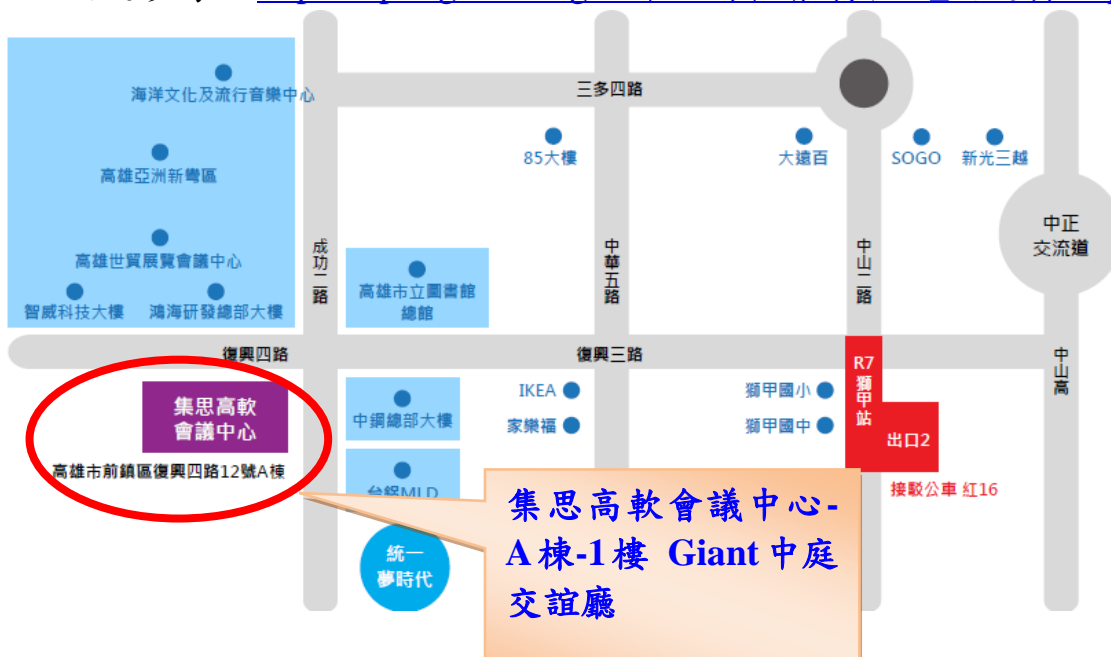 三多四路
海洋文化及流行音樂中心
85大樓
大遠百
SOGO
新光三越
高雄亞洲新彎區
中正
交流道
高雄世貿展覽會議中心
成功二路
中華五路
中山二路
高雄市立圖書館
總館
智威科技大樓
鴻海研發總部大樓
復興四路
復興三路
R7
獅甲站
中山高
集思高軟
會議中心
中鋼總部大樓
IKEA
獅甲國小
家樂福
獅甲國中
出口2
高雄市前鎮區復興四路12號A棟
台鋁MLD
接駁公車 紅16
集思高軟會議中心-
A棟-1樓 Giant 中庭
交誼廳
統一
夢時代